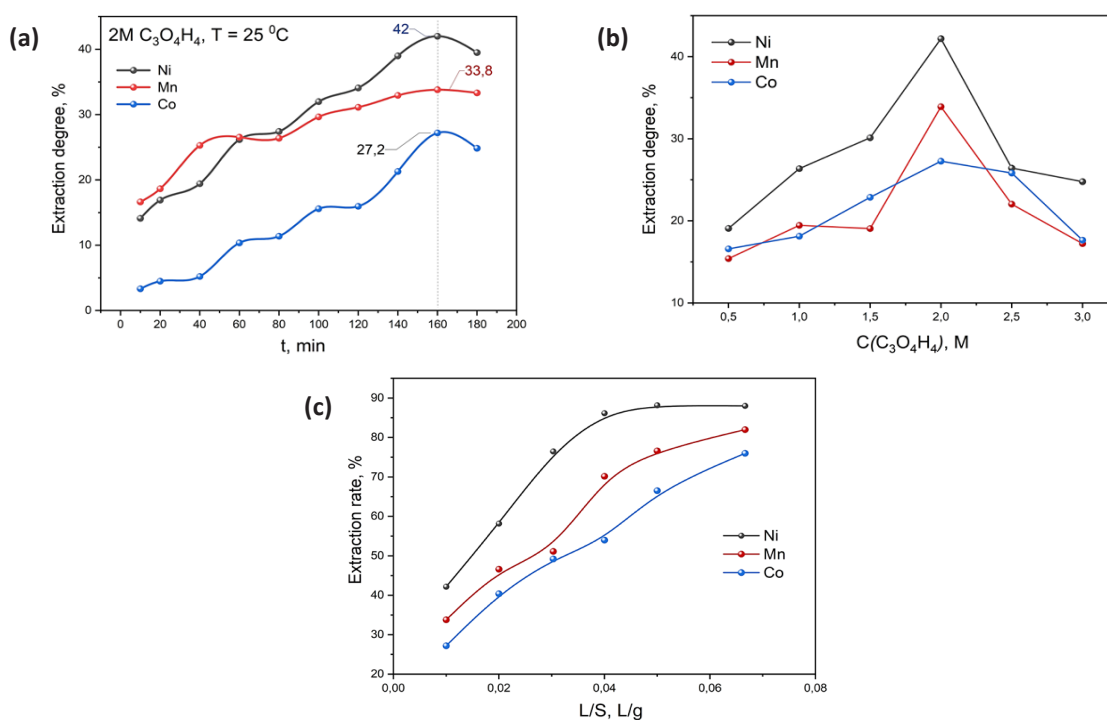 (a)
2M C₃O₄H₄, T = 25 ⁰C
Ni
Mn
Co
42
33,8
27,2
Extraction degree, %
40
30
20
10
0
0 20 40 60 80 100 120 140 160 180 200
t, min
(b)
Ni
Mn
Co
Extraction degree, %
40
30
20
10
0,5 1,0 1,5 2,0 2,5 3,0
C(C₃O₄H₄), M
(c)
Extraction rate, %
90
80
70
60
50
40
30
20
Ni
Mn
Co
0,00 0,02 0,04 0,06 0,08
L/S, L/g